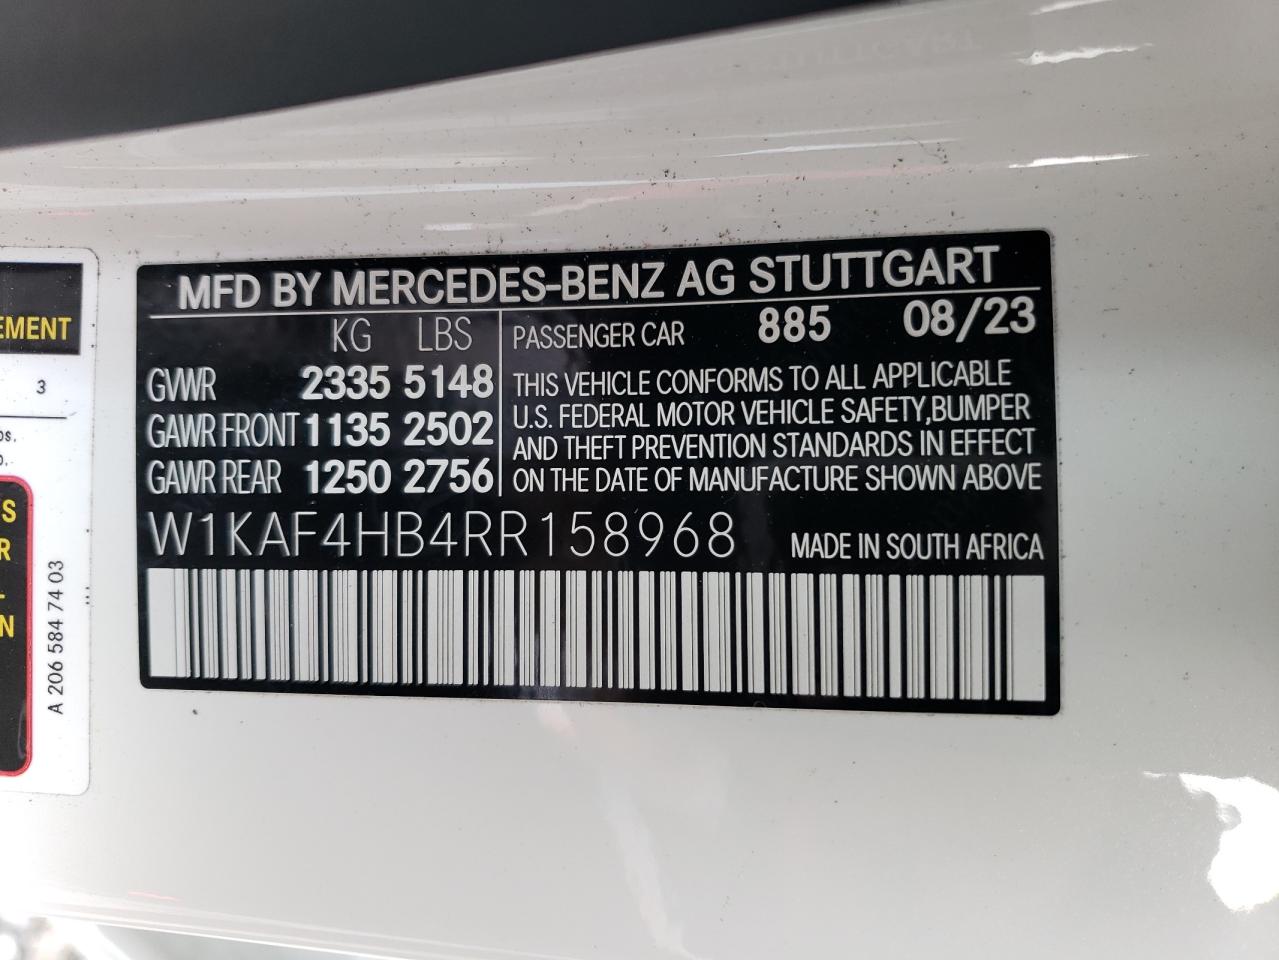 MFD BY MERCEDES-BENZ AG STUTTGART
KG LBS
GVWR 2335 5148
GAWR FRONT 1135 2502
GAWR REAR 1250 2756
PASSENGER CAR 885 08/23
THIS VEHICLE CONFORMS TO ALL APPLICABLE
U.S. FEDERAL MOTOR VEHICLE SAFETY,BUMPER
AND THEFT PREVENTION STANDARDS IN EFFECT
ON THE DATE OF MANUFACTURE SHOWN ABOVE
W1KAF4HB4RR158968 MADE IN SOUTH AFRICA
EMENT
3
A 206 584 74 03